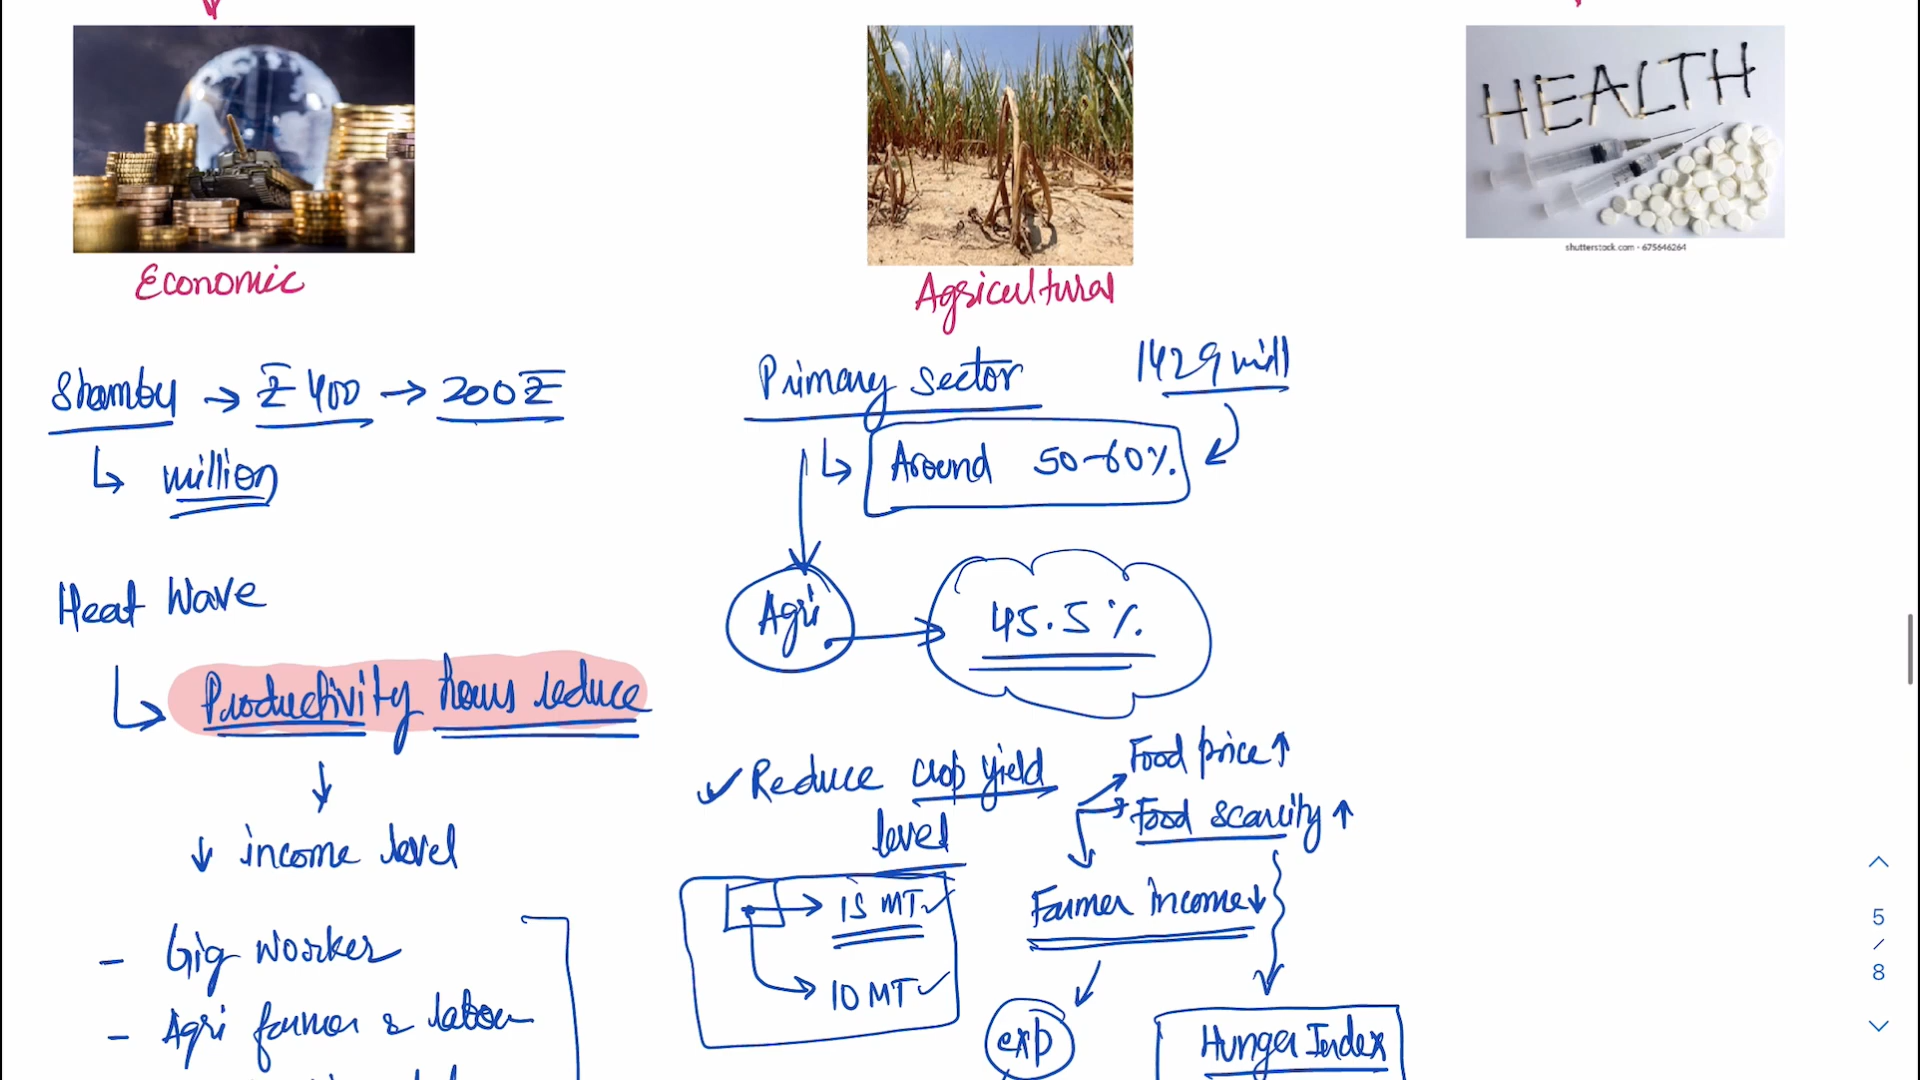 HEALTH
shutterstock.com - 675646264
Economic
Agricultural
→ ₹ 400 → 200 ₹
↳ million
Heat Wave
↳ Productivity hours reduce
↓
↓ income level
- Gig Worker
- Agri farmer & labour
Primary sector 1429 mill
↳ Around 50-60%.
Agri → 45.5 %.
✓ Reduce crop yield
level
Food price ↑
Food scarcity ↑
Farmer income ↓
→ 15 MT ✓
→ 10 MT ✓
exp
Hunger Index
5
/
8